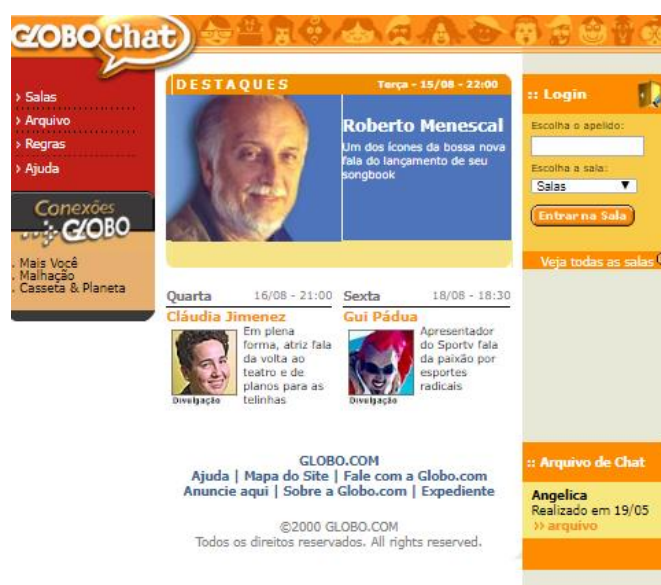 GLOBO Chat
> Salas
> Arquivo
> Regras
> Ajuda
Conexões
GLOBO
. Mais Você
. Malhação
. Casseta & Planeta
DESTAQUES
Terça - 15/08 - 22:00
Roberto Menescal
Um dos ícones da bossa nova
fala do lançamento de seu
songbook
Quarta 16/08 - 21:00
Cláudia Jimenez
Em plena
forma, atriz fala
da volta ao
teatro e de
planos para as
telinhas
Divulgação
Sexta 18/08 - 18:30
Gui Pádua
Apresentador
do Sportv fala
da paixão por
esportes
radicais
Divulgação
GLOBO.COM
Ajuda | Mapa do Site | Fale com a Globo.com
Anuncie aqui | Sobre a Globo.com | Expediente
©2000 GLOBO.COM
Todos os direitos reservados. All rights reserved.
:: Login
Escolha o apelido:
Escolha a sala:
Salas
Entrar na Sala
Veja todas as salas
:: Arquivo de Chat
Angelica
Realizado em 19/05
>> arquivo